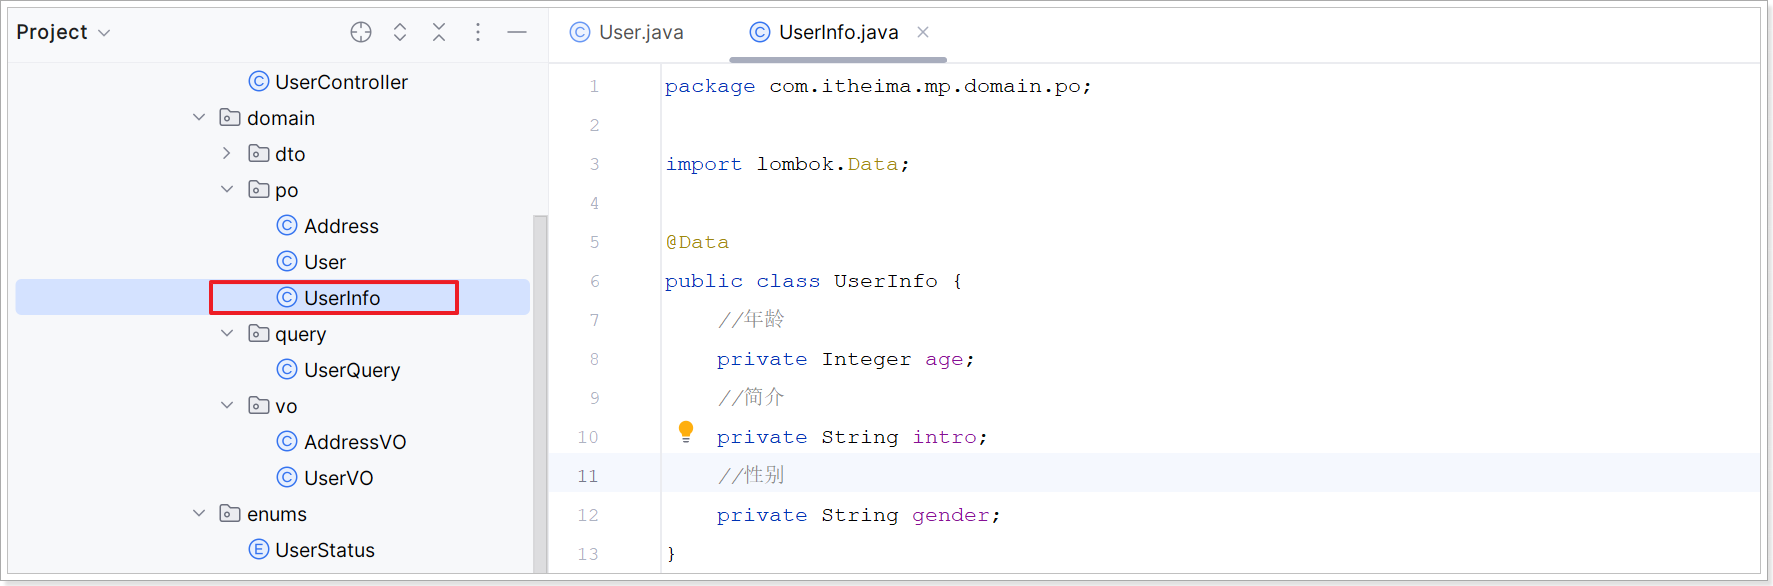 Project
UserController
domain
dto
po
Address
User
UserInfo
query
UserQuery
vo
AddressVO
UserVO
enums
UserStatus
User.java
UserInfo.java
1 package com.itheima.mp.domain.po;
2
3 import lombok.Data;
4
5 @Data
6 public class UserInfo {
7 //年龄
8 private Integer age;
9 //简介
10 private String intro;
11 //性别
12 private String gender;
13 }